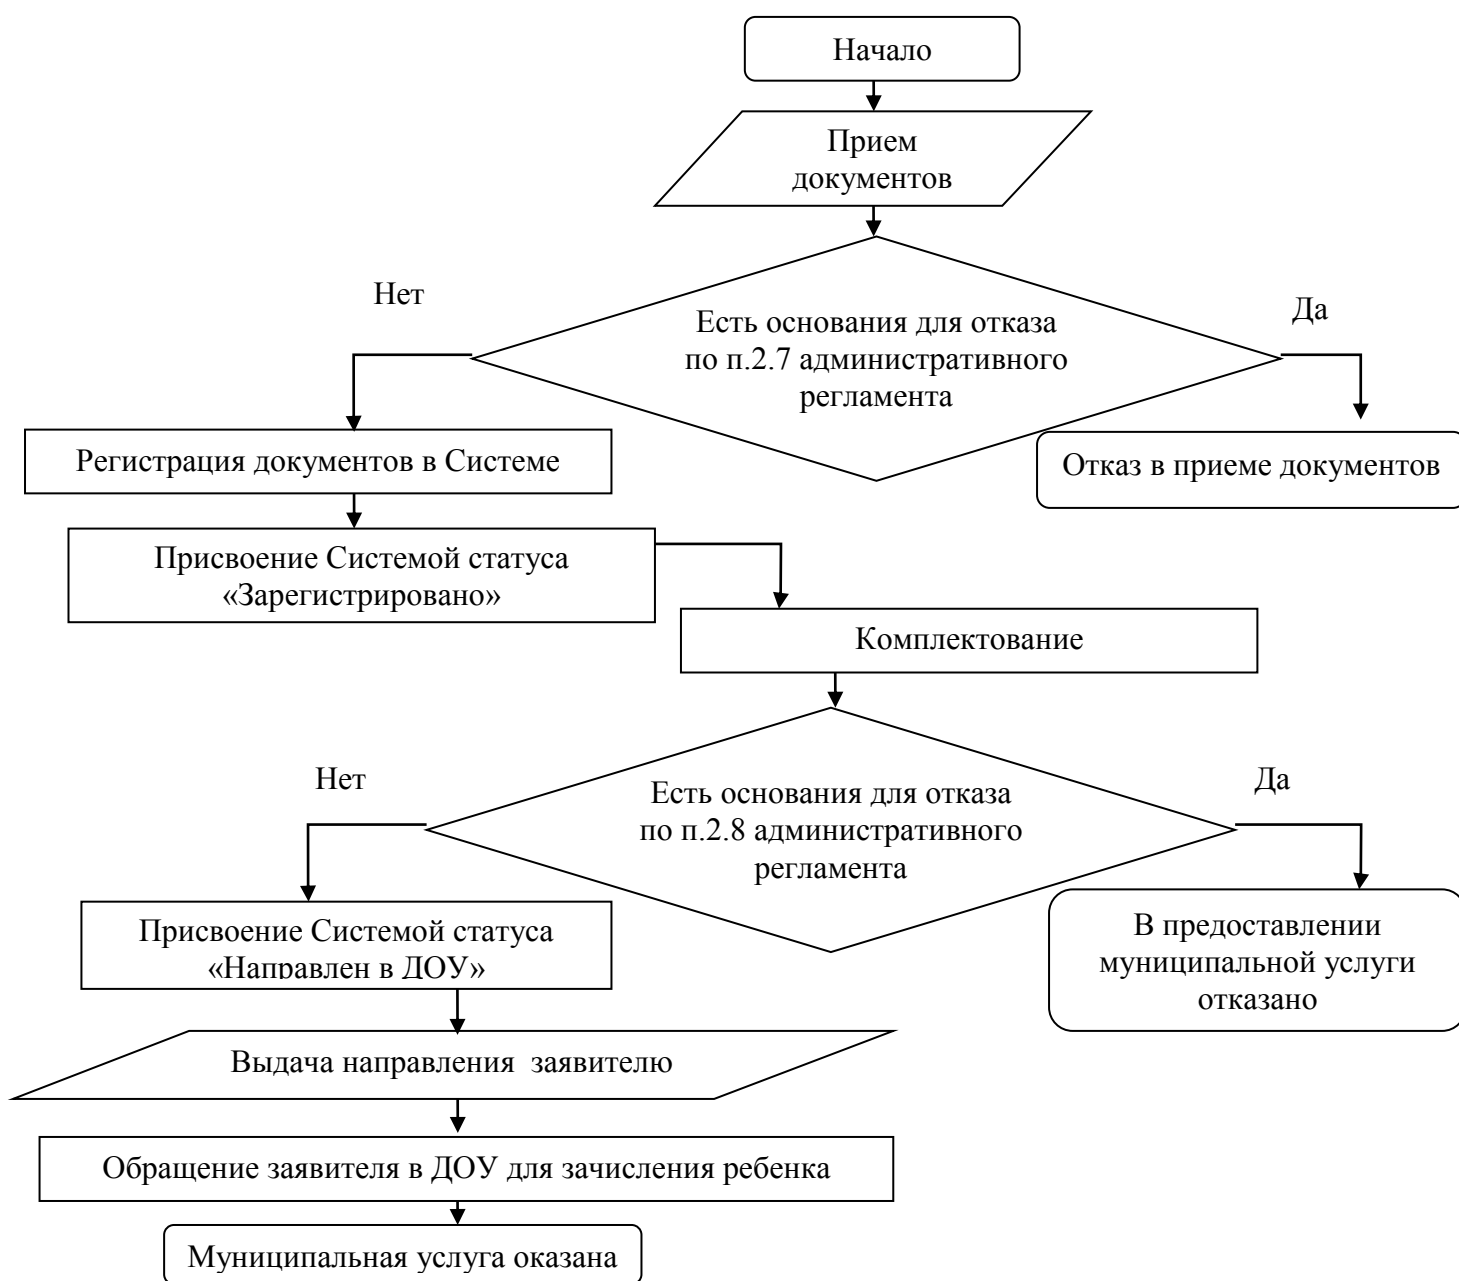 Начало
Прием
документов
Нет
Да
Есть основания для отказа
по п.2.7 административного
регламента
Регистрация документов в Системе
Отказ в приеме документов
Присвоение Системой статуса
«Зарегистрировано»
Комплектование
Нет
Да
Есть основания для отказа
по п.2.8 административного
регламента
Присвоение Системой статуса
«Направлен в ДОУ»
В предоставлении
муниципальной услуги
отказано
Выдача направления  заявителю
Обращение заявителя в ДОУ для зачисления ребенка
Муниципальная услуга оказана